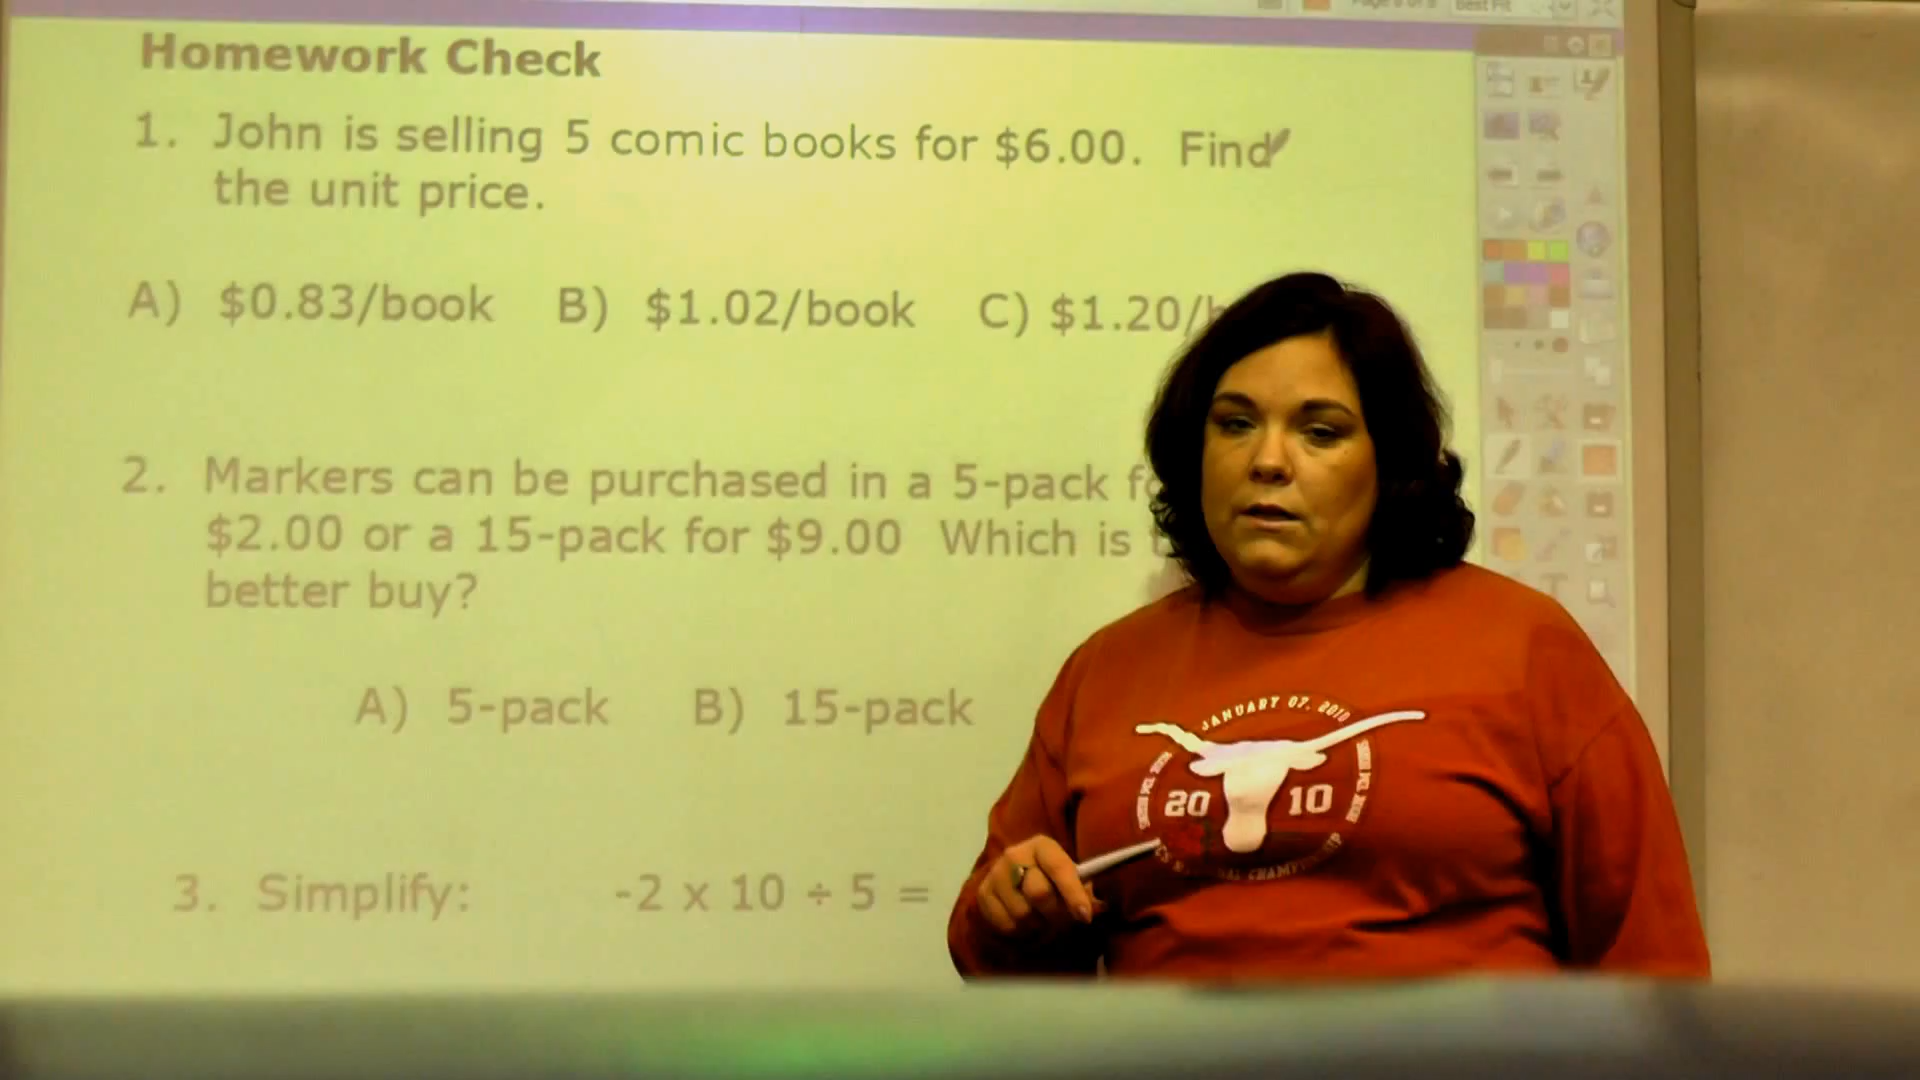 Best Fit
Homework Check
1. John is selling 5 comic books for $6.00. Find
the unit price.
A) $0.83/book B) $1.02/book C) $1.20/
2. Markers can be purchased in a 5-pack
$2.00 or a 15-pack for $9.00 Which is
better buy?
A) 5-pack B) 15-pack
3. Simplify: -2 x 10 ÷ 5 =
JANUARY 07, 2010
20 10